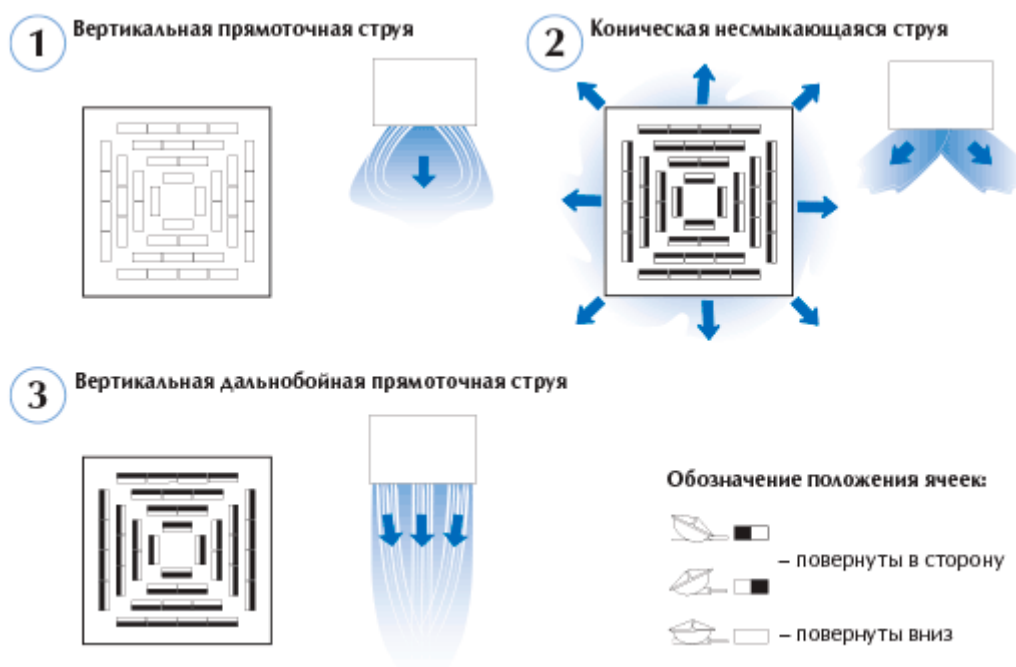 1 Вертикальная прямоточная струя
2 Коническая несмыкающаяся струя
3 Вертикальная дальнобойная прямоточная струя
Обозначение положения ячеек:
– повернуты в сторону
– повернуты вниз